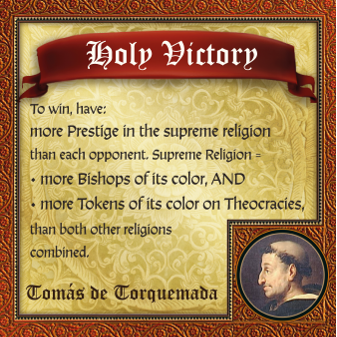 Holy Victory
To win, have:
more Prestige in the supreme religion
than each opponent. Supreme Religion =
• more Bishops of its color, AND
• more Tokens of its color on Theocracies,
than both other religions
combined.
Tomás de Torquemada